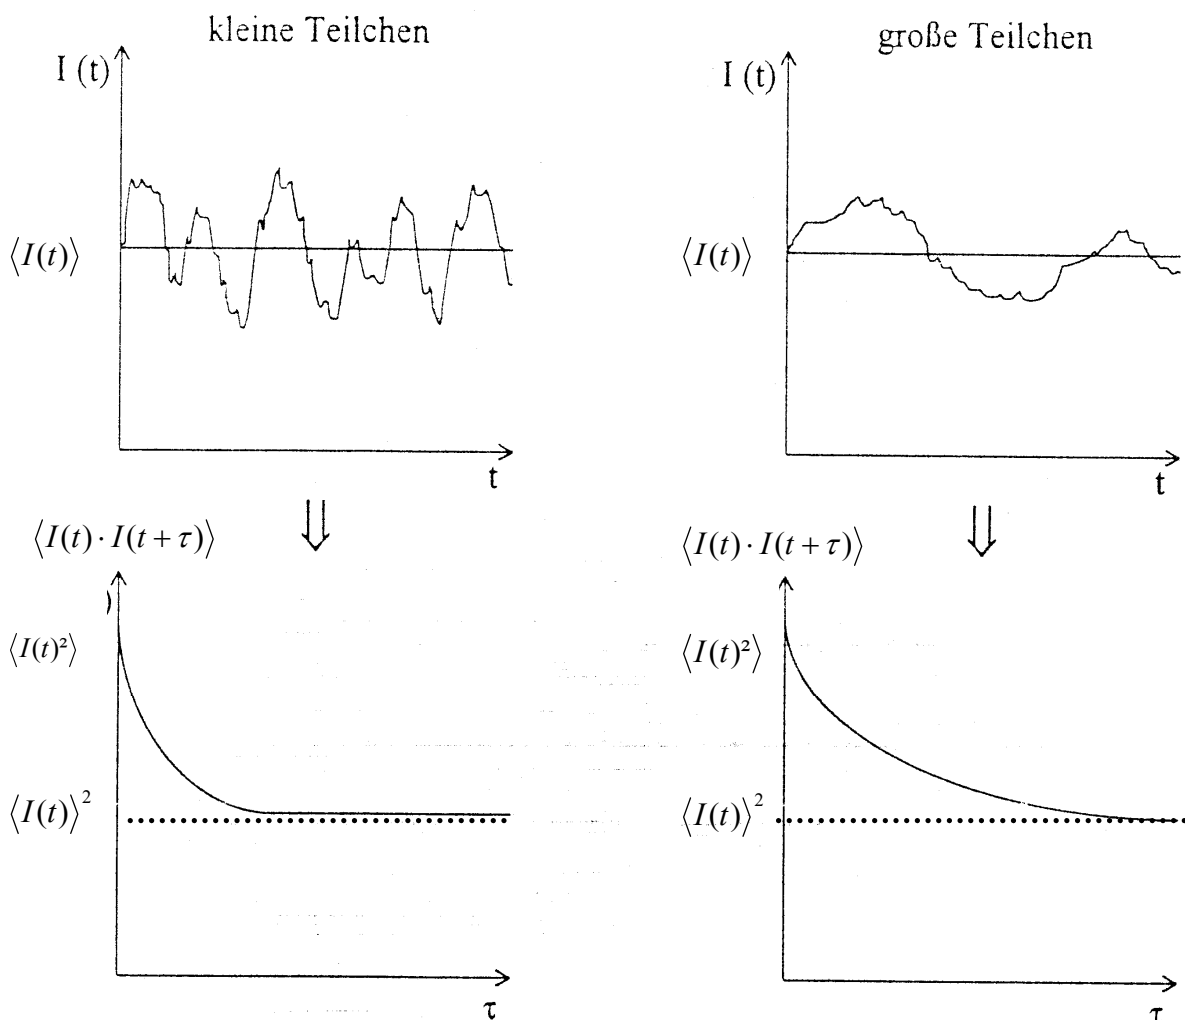 kleine Teilchen
I (t)
⟨I(t)⟩
t
⟨I(t) · I(t + τ)⟩
)
⟨I(t)²⟩
⟨I(t)⟩²
τ
große Teilchen
I (t)
⟨I(t)⟩
t
⟨I(t) · I(t + τ)⟩
⟨I(t)²⟩
⟨I(t)⟩²
τ